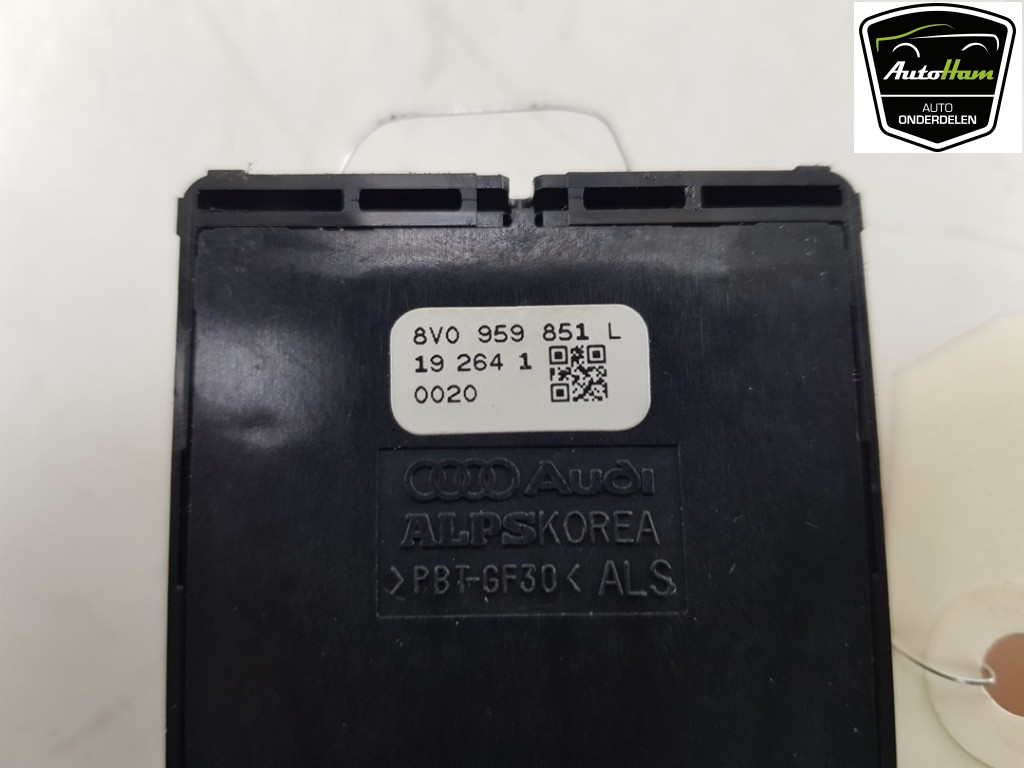 AutoHam
AUTO
ONDERDELEN
8V0 959 851 L
19 264 1
0020
Audi
ALPSKOREA
>PBT-GF30< ALS